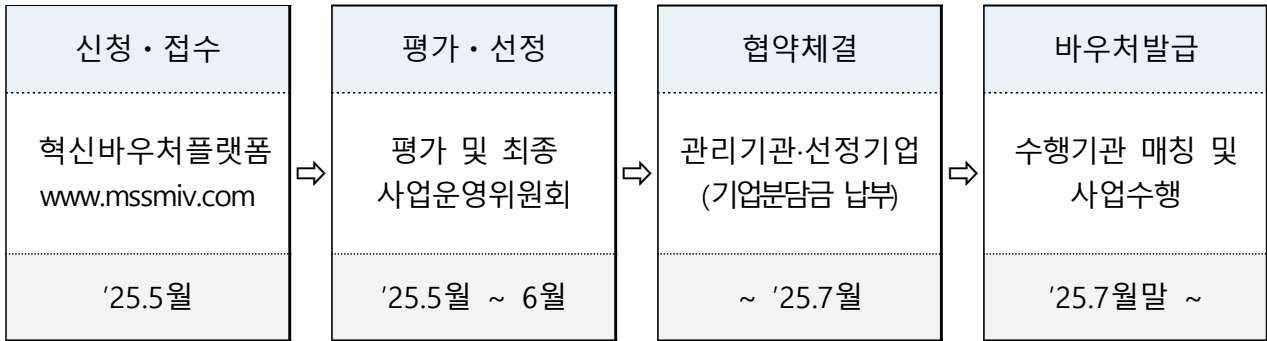 신청・접수
혁신바우처플랫폼
www.mssmiv.com
'25.5월
⇨
평가・선정
평가 및 최종
사업운영위원회
'25.5월 ~ 6월
⇨
협약체결
관리기관·선정기업
(기업분담금 납부)
~ '25.7월
⇨
바우처발급
수행기관 매칭 및
사업수행
'25.7월말 ~